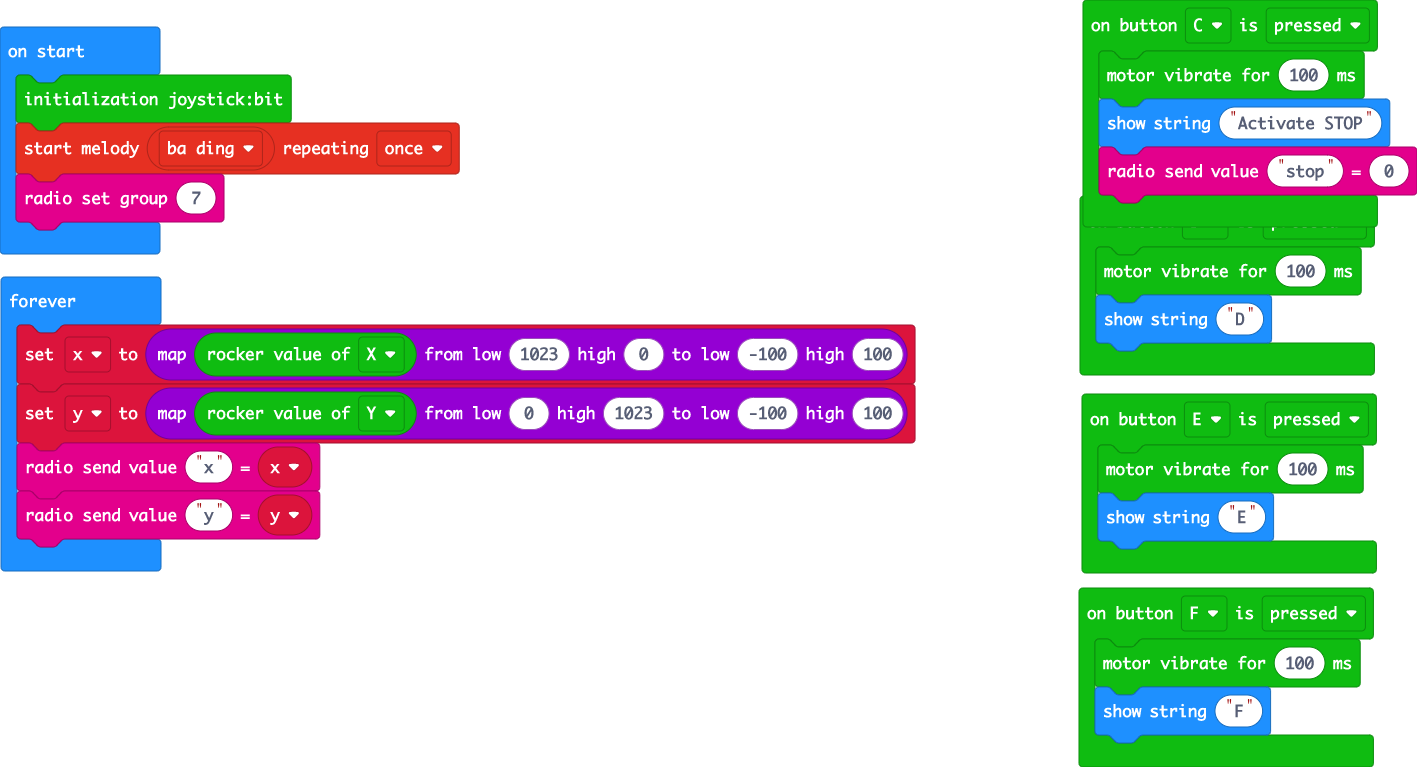 on start
initialization joystick:bit
start melody ba ding repeating once
radio set group 7
forever
set x to map rocker value of X from low 1023 high 0 to low -100 high 100
set y to map rocker value of Y from low 0 high 1023 to low -100 high 100
radio send value "x" = x
radio send value "y" = y
on button C is pressed
motor vibrate for 100 ms
show string "Activate STOP"
radio send value "stop" = 0
motor vibrate for 100 ms
show string "D"
on button E is pressed
motor vibrate for 100 ms
show string "E"
on button F is pressed
motor vibrate for 100 ms
show string "F"